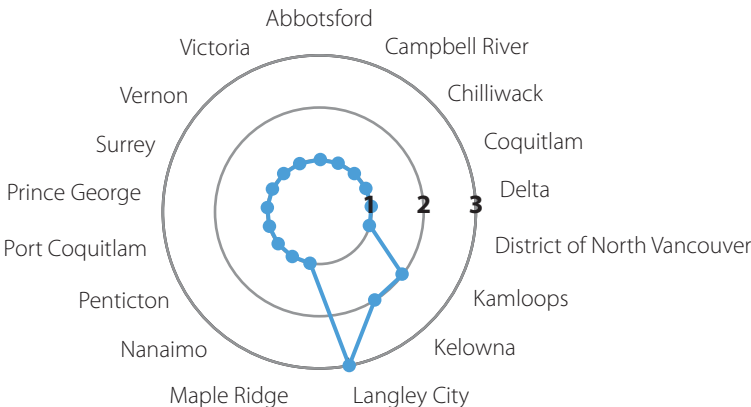 Abbotsford
Victoria
Campbell River
Vernon
Chilliwack
Surrey
Coquitlam
Prince George
1 2 3
Delta
Port Coquitlam
District of North Vancouver
Penticton
Kamloops
Nanaimo
Kelowna
Maple Ridge
Langley City